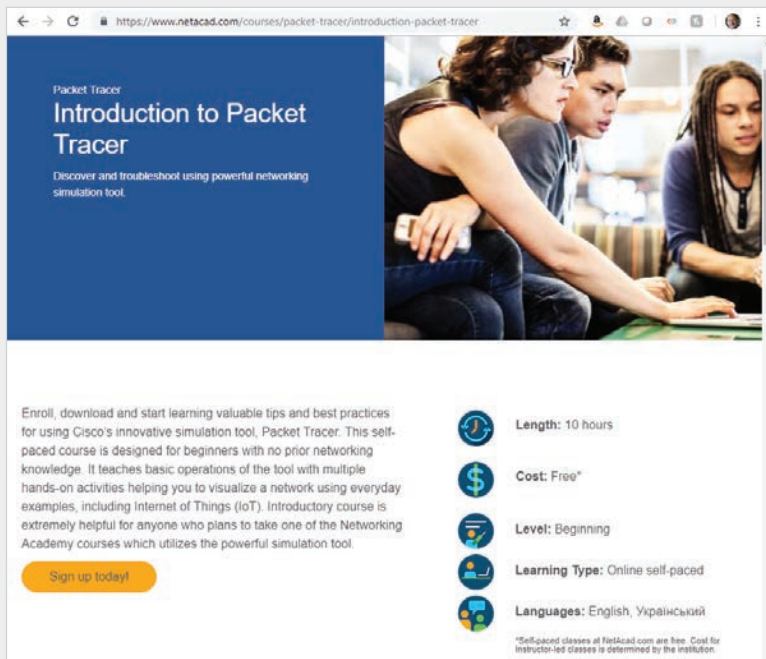 https://www.netacad.com/courses/packet-tracer/introduction-packet-tracer
Packet Tracer
Introduction to Packet
Tracer
Discover and troubleshoot using powerful networking
simulation tool.
Enroll, download and start learning valuable tips and best practices
for using Cisco's innovative simulation tool, Packet Tracer. This self-
paced course is designed for beginners with no prior networking
knowledge. It teaches basic operations of the tool with multiple
hands-on activities helping you to visualize a network using everyday
examples, including Internet of Things (IoT). Introductory course is
extremely helpful for anyone who plans to take one of the Networking
Academy courses which utilizes the powerful simulation tool.
Sign up today!
Length: 10 hours
Cost: Free*
Level: Beginning
Learning Type: Online self-paced
Languages: English, Український
*Self-paced classes at NetAcad.com are free. Cost for
Instructor-led classes is determined by the institution.